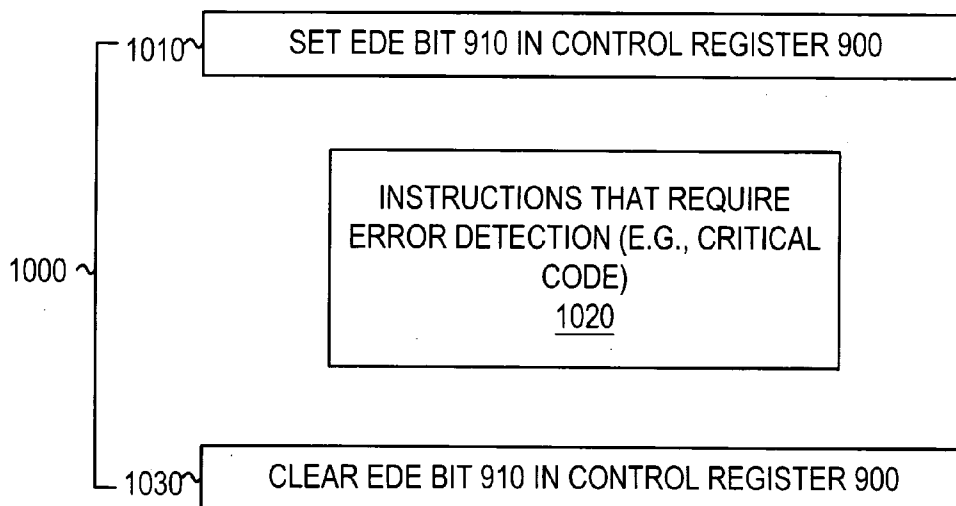 1010 SET EDE BIT 910 IN CONTROL REGISTER 900
INSTRUCTIONS THAT REQUIRE
ERROR DETECTION (E.G., CRITICAL
CODE)
1000
1020
1030 CLEAR EDE BIT 910 IN CONTROL REGISTER 900